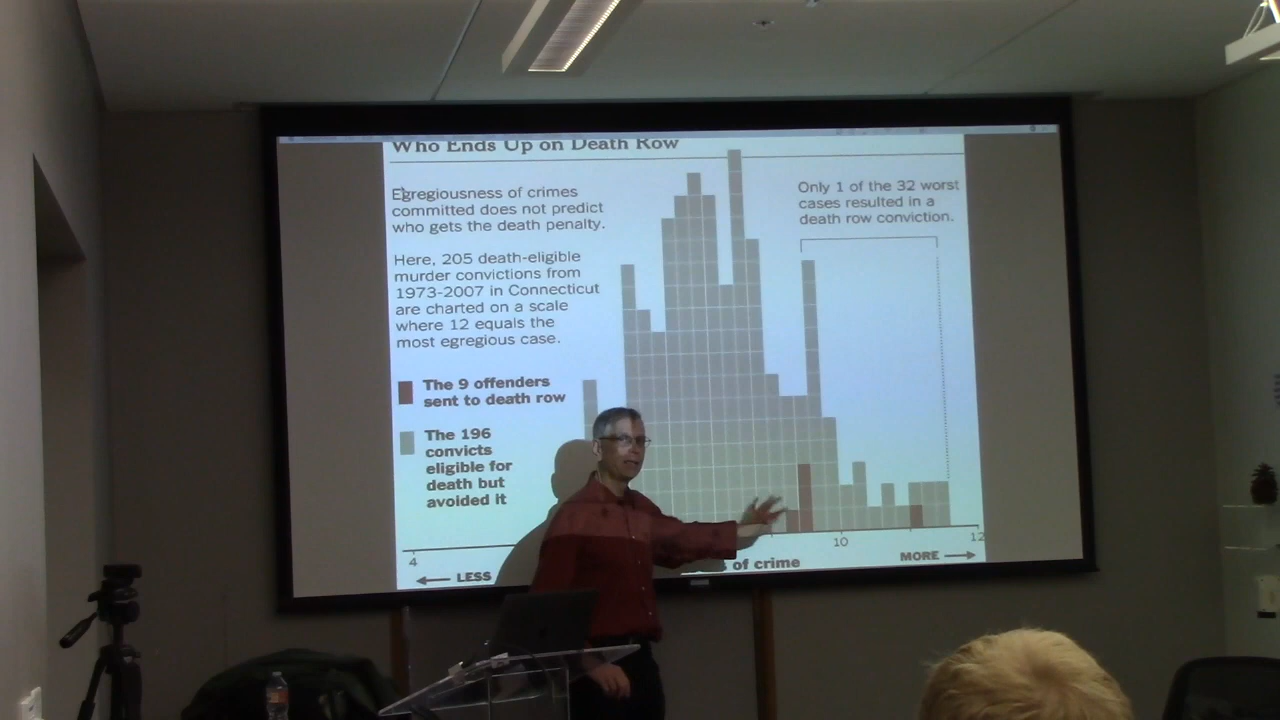 Who Ends Up on Death Row
Egregiousness of crimes
committed does not predict
who gets the death penalty.
Only 1 of the 32 worst
cases resulted in a
death row conviction.
Here, 205 death-eligible
murder convictions from
1973-2007 in Connecticut
are charted on a scale
where 12 equals the
most egregious case.
The 9 offenders
sent to death row
The 196
convicts
eligible for
death but
avoided it
4
10
12
LESS
of crime
MORE